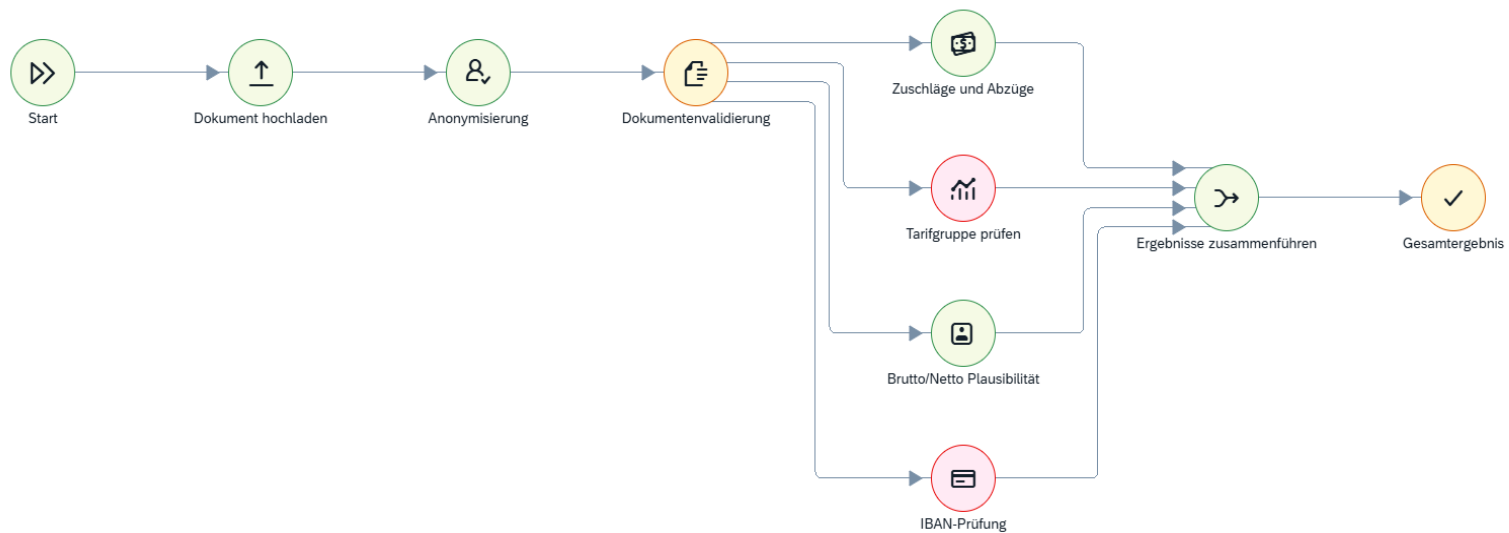 Start
Dokument hochladen
Anonymisierung
Dokumentenvalidierung
Zuschläge und Abzüge
Tarifgruppe prüfen
Brutto/Netto Plausibilität
IBAN-Prüfung
Ergebnisse zusammenführen
Gesamtergebnis